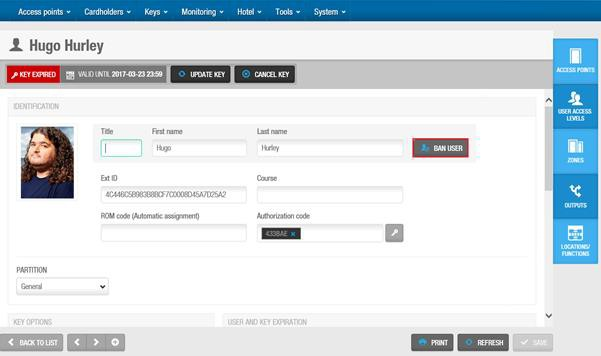 Access points Cardholders Keys Monitoring Hotel Tools System
Hugo Hurley
KEY EXPIRED VALID UNTIL 2017-03-23 23:59 UPDATE KEY CANCEL KEY
ACCESS POINTS
USER ACCESS LEVELS
ZONES
OUTPUTS
LOCATIONS/ FUNCTIONS
IDENTIFICATION
Title First name Last name
Hugo Hurley BAN USER
Ext ID Course
4C446C5B983B8BCF7C0008D45A7D25A2
ROM code (Automatic assignment) Authorization code
433BAE ×
PARTITION
General
KEY OPTIONS USER AND KEY EXPIRATION
BACK TO LIST PRINT REFRESH SAVE